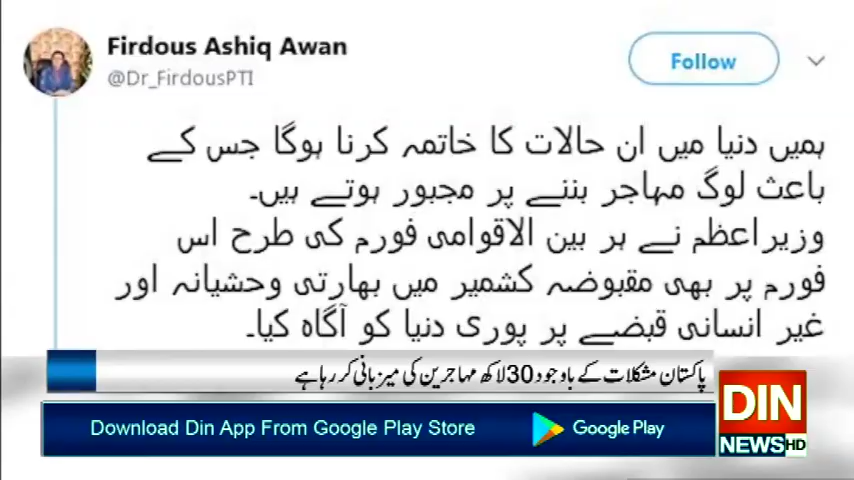 Firdous Ashiq Awan
@Dr_FirdousPTI
Follow
ہمیں دنیا میں ان حالات کا خاتمہ کرنا ہوگا جس کے
باعث لوگ مہاجر بننے پر مجبور ہوتے ہیں۔
وزیراعظم نے ہر بین الاقوامی فورم کی طرح اس
فورم پر بھی مقبوضہ کشمیر میں بھارتی وحشیانہ اور
غیر انسانی قبضے پر پوری دنیا کو آگاہ کیا۔
پاکستان مشکلات کے باوجود 30 لاکھ مہاجرین کی میزبانی کر رہا ہے
Download Din App From Google Play Store
Google Play
DIN
NEWS HD